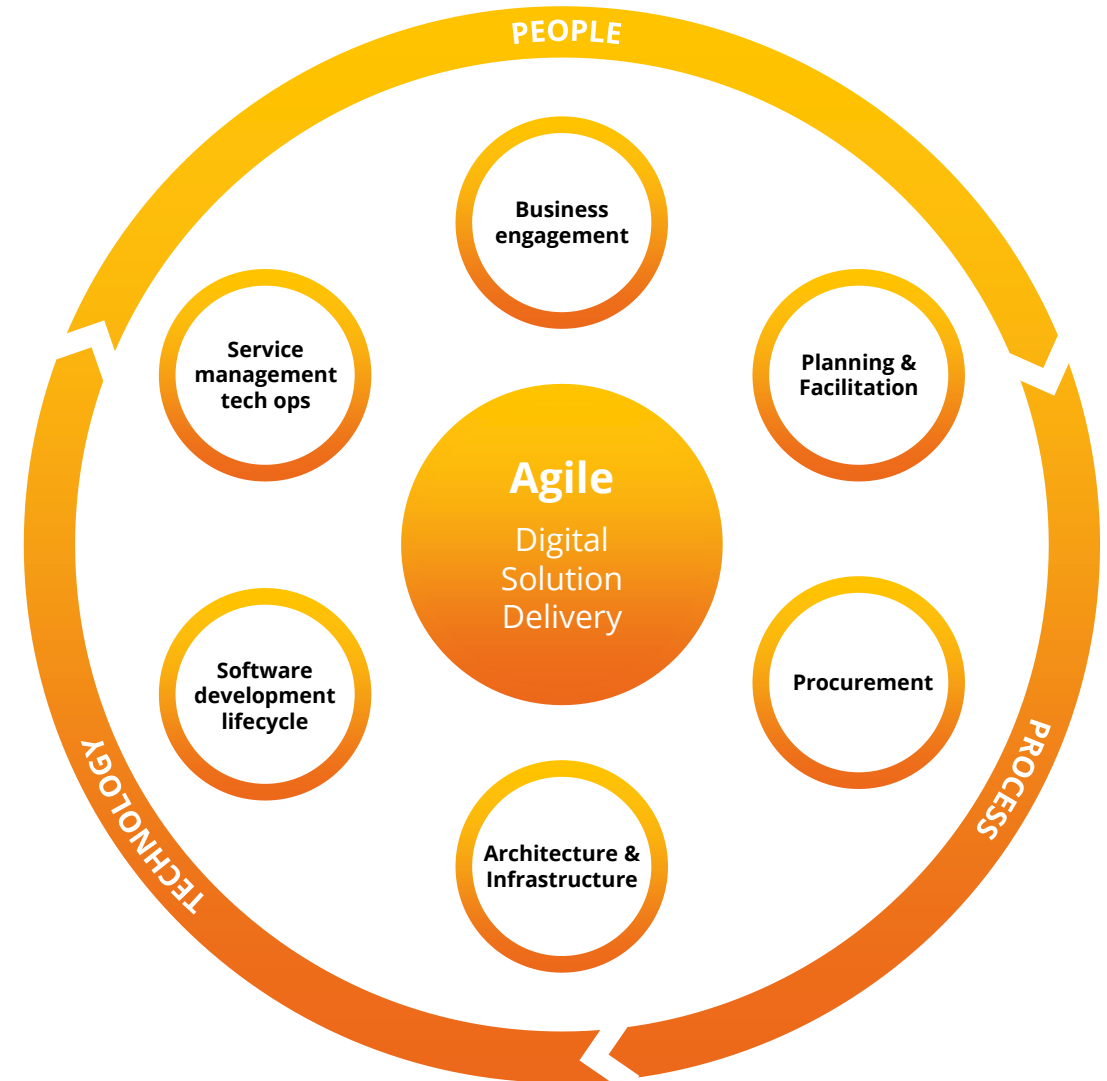 PEOPLE
Business
engagement
Service
management
tech ops
Planning &
Facilitation
Agile
Digital
Solution
Delivery
Software
development
lifecycle
Procurement
Architecture &
Infrastructure
TECHNOLOGY
PROCESS